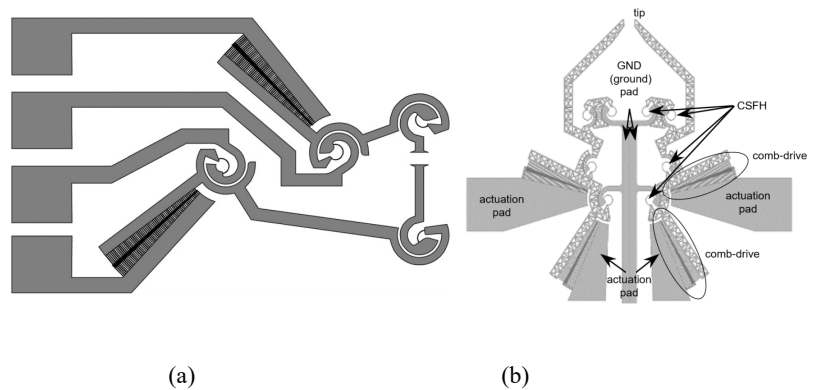 tip
GND
(ground)
pad
CSFH
comb-drive
actuation
pad
actuation
pad
comb-drive
actuation
pad
(a)
(b)